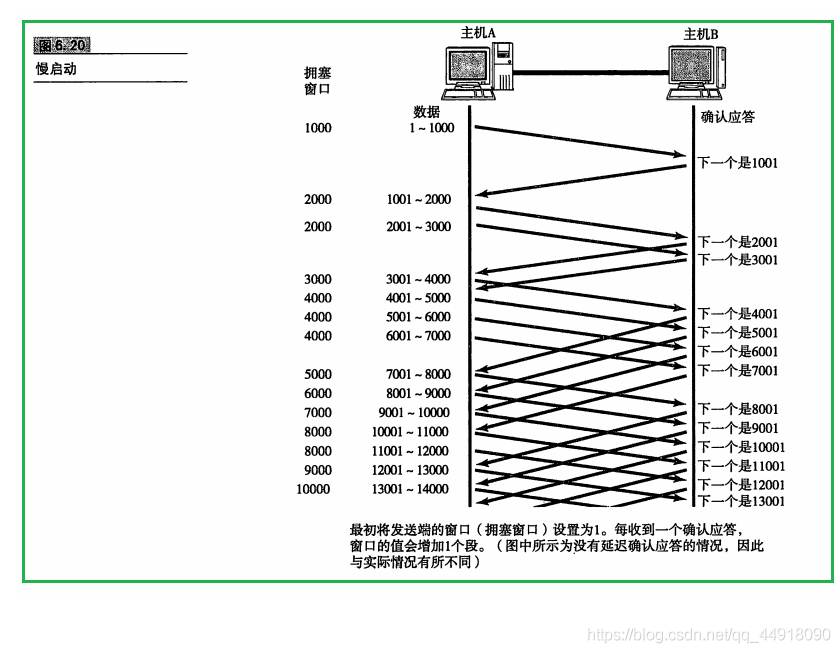 图6.20
慢启动
主机A
主机B
拥塞
窗口
数据
确认应答
1000
1~1000
下一个是1001
2000
1001~2000
2000
2001~3000
下一个是2001
下一个是3001
3000
3001~4000
4000
4001~5000
下一个是4001
4000
5001~6000
下一个是5001
4000
6001~7000
下一个是6001
下一个是7001
5000
7001~8000
6000
8001~9000
下一个是8001
7000
9001~10000
下一个是9001
8000
10001~11000
下一个是10001
8000
11001~12000
下一个是11001
9000
12001~13000
下一个是12001
10000
13001~14000
下一个是13001
最初将发送端的窗口（拥塞窗口）设置为1。每收到一个确认应答，
窗口的值会增加1个段。（图中所示为没有延迟确认应答的情况，因此
与实际情况有所不同）
https://blog.csdn.net/qq_44918090